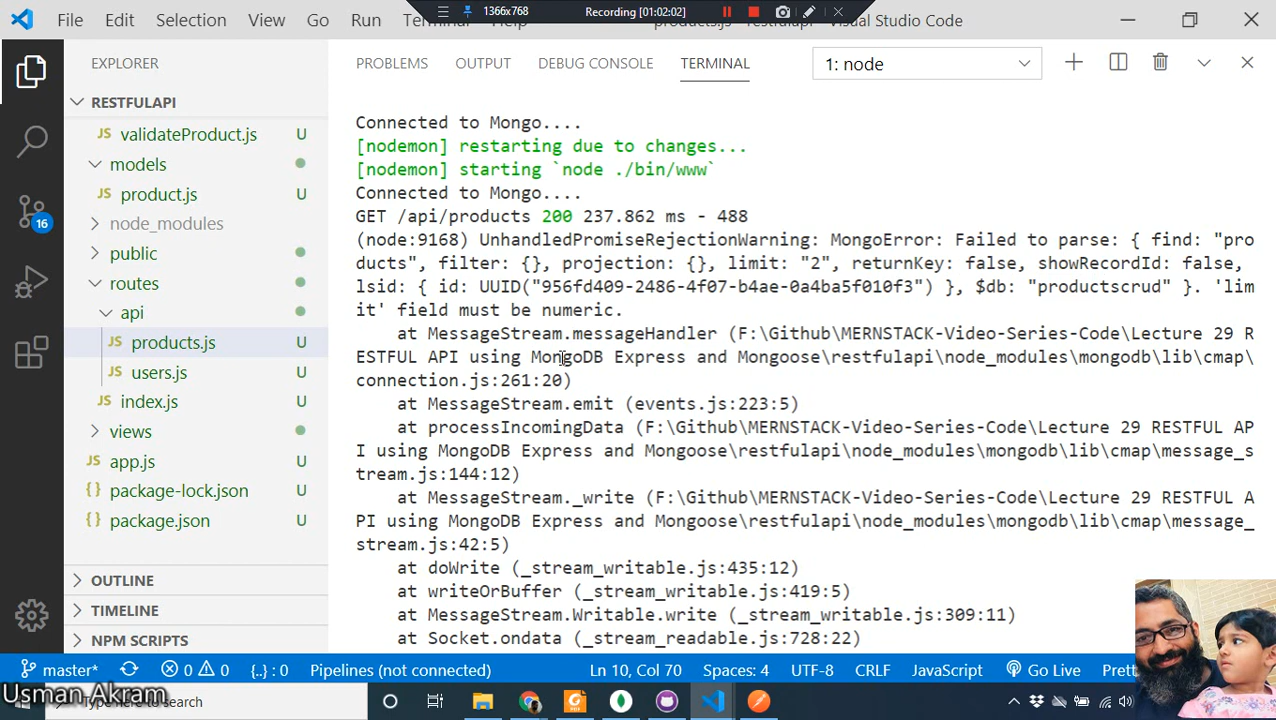 File Edit Selection View Go Run Terminal products.js - restfulapi - Visual Studio Code
1366x768 Recording [01:02:02]
EXPLORER
PROBLEMS OUTPUT DEBUG CONSOLE TERMINAL 1: node
RESTFULAPI
JS validateProduct.js U
models
JS product.js U
node_modules
public
routes
api
JS products.js U
JS users.js U
JS index.js U
views
JS app.js U
{} package-lock.json U
{} package.json U
OUTLINE
TIMELINE
NPM SCRIPTS
16
Connected to Mongo....
[nodemon] restarting due to changes...
[nodemon] starting `node ./bin/www`
Connected to Mongo....
GET /api/products 200 237.862 ms - 488
(node:9168) UnhandledPromiseRejectionWarning: MongoError: Failed to parse: { find: "pro
ducts", filter: {}, projection: {}, limit: "2", returnKey: false, showRecordId: false,
lsid: { id: UUID("956fd409-2486-4f07-b4ae-0a4ba5f010f3") }, $db: "productscrud" }. 'lim
it' field must be numeric.
at MessageStream.messageHandler (F:\Github\MERNSTACK-Video-Series-Code\Lecture 29 R
ESTFUL API using MongoDB Express and Mongoose\restfulapi\node_modules\mongodb\lib\cmap\
connection.js:261:20)
at MessageStream.emit (events.js:223:5)
at processIncomingData (F:\Github\MERNSTACK-Video-Series-Code\Lecture 29 RESTFUL AP
I using MongoDB Express and Mongoose\restfulapi\node_modules\mongodb\lib\cmap\message_s
tream.js:144:12)
at MessageStream._write (F:\Github\MERNSTACK-Video-Series-Code\Lecture 29 RESTFUL A
PI using MongoDB Express and Mongoose\restfulapi\node_modules\mongodb\lib\cmap\message_
stream.js:42:5)
at doWrite (_stream_writable.js:435:12)
at writeOrBuffer (_stream_writable.js:419:5)
at MessageStream.Writable.write (_stream_writable.js:309:11)
at Socket.ondata (_stream_readable.js:728:22)
master* 0 0 {..} : 0 Pipelines (not connected) Ln 10, Col 70 Spaces: 4 UTF-8 CRLF JavaScript Go Live
Usman Akram
here to search